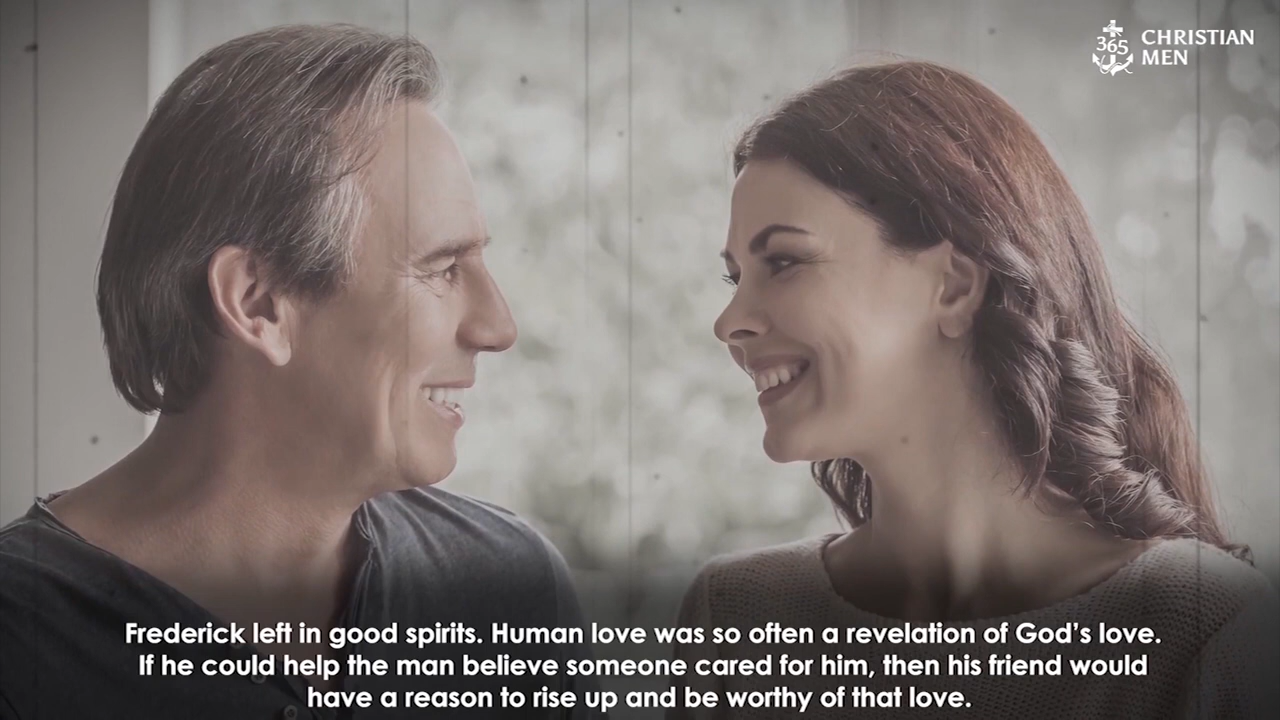 365
CHRISTIAN
MEN
Frederick left in good spirits. Human love was so often a revelation of God's love.
If he could help the man believe someone cared for him, then his friend would
have a reason to rise up and be worthy of that love.